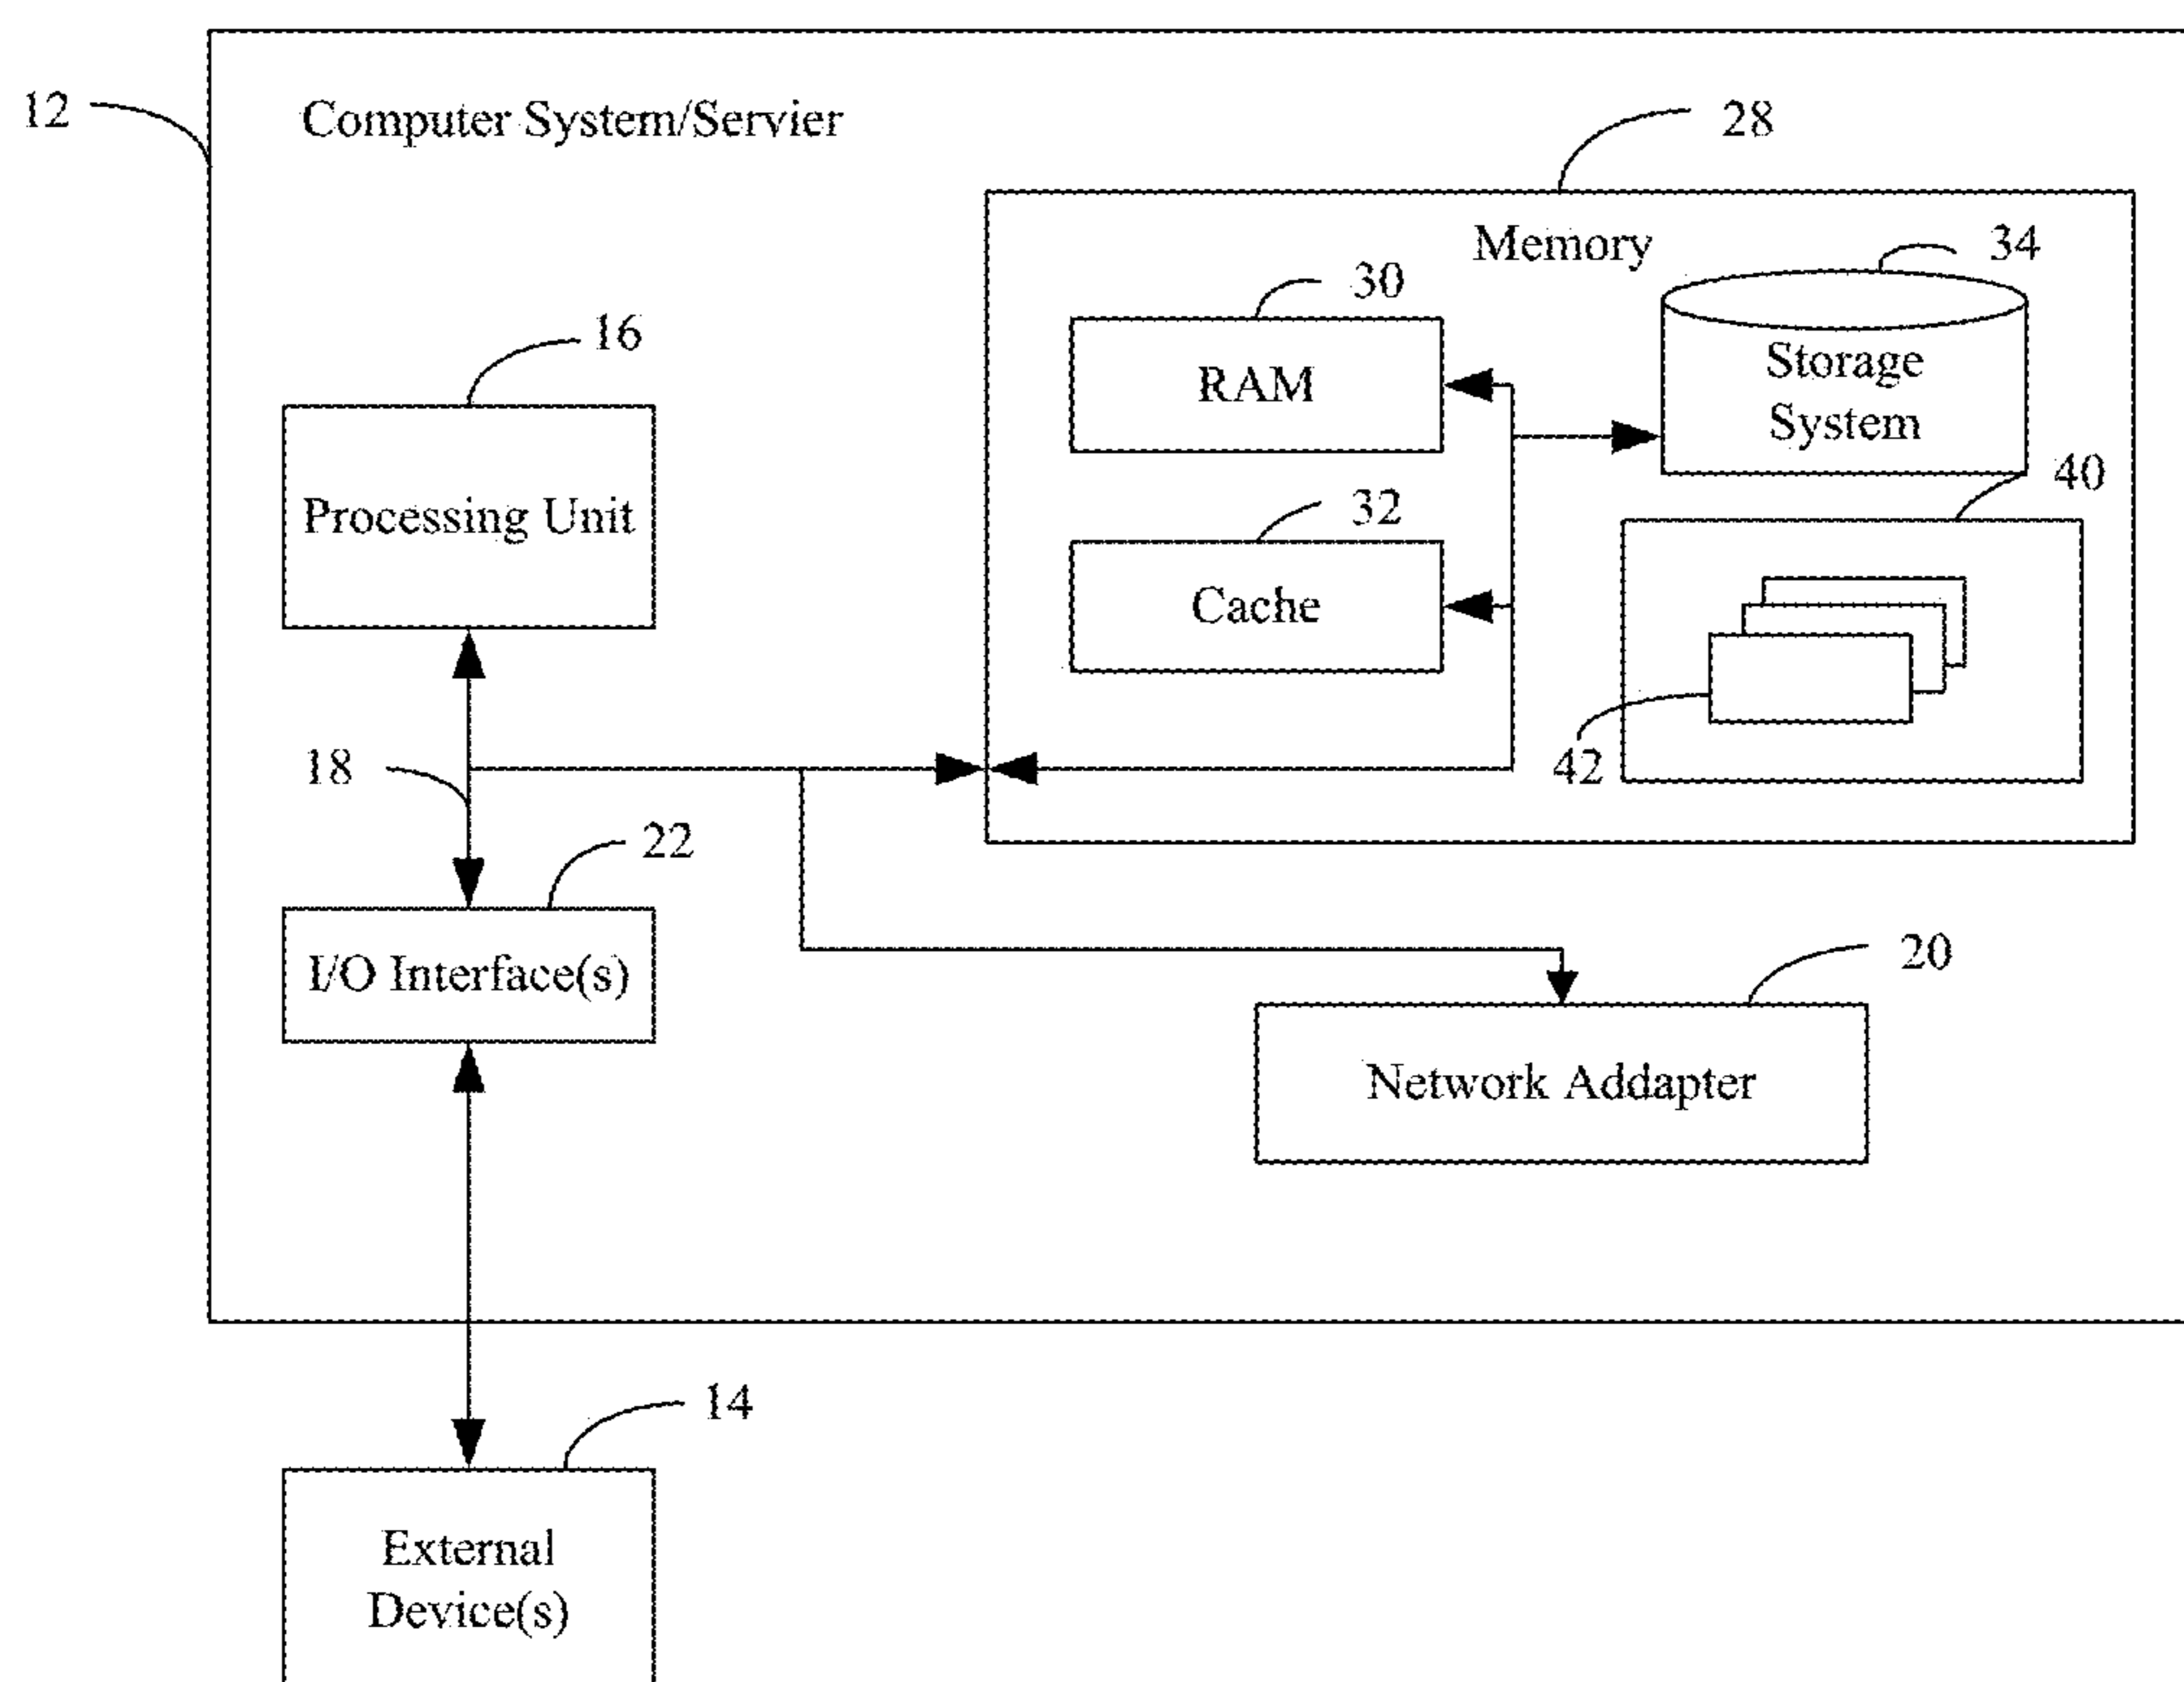 12
Computer System/Servier
28
Memory
34
30
16
RAM
Storage
System
40
32
Processing Unit
Cache
18
42
22
20
I/O Interface(s)
Network Addapter
14
External
Device(s)